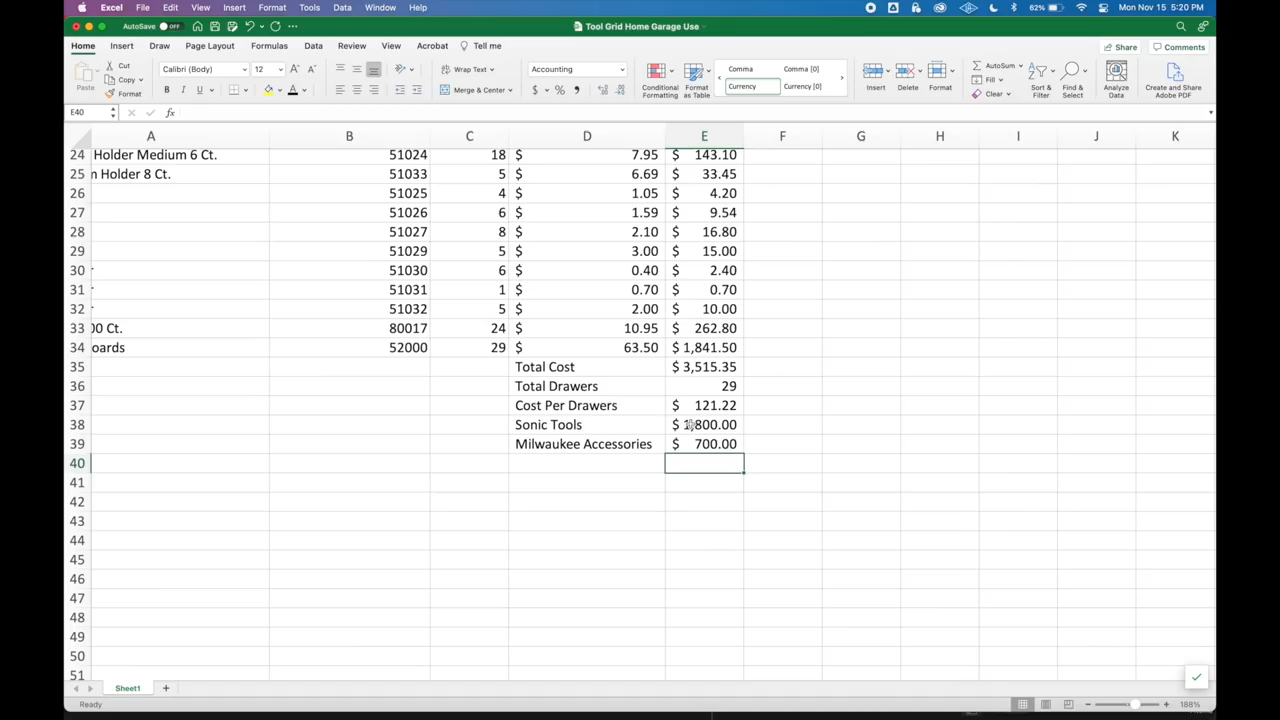 Excel File Edit View Insert Format Tools Data Window Help 62% Mon Nov 15 5:20 PM
AutoSave OFF Tool Grid Home Garage Use
Home Insert Draw Page Layout Formulas Data Review View Automate Acrobat Tell me Share Comments
Paste Cut Copy Format
Calibri (Body) 12
Wrap Text Merge & Center
Accounting
Comma Comma [0] Currency Currency [0]
Conditional Formatting Format as Table
Insert Delete Format
AutoSum Fill Clear
Sort & Filter Find & Select Analyze Data Create and Share Adobe PDF
E40 fx
A B C D E F G H I J K
24 Holder Medium 6 Ct. 51024 18 $ 7.95 $ 143.10
25 n Holder 8 Ct. 51033 5 $ 6.69 $ 33.45
26 51025 4 $ 1.05 $ 4.20
27 51026 6 $ 1.59 $ 9.54
28 51027 8 $ 2.10 $ 16.80
29 51029 5 $ 3.00 $ 15.00
30 51030 6 $ 0.40 $ 2.40
31 51031 1 $ 0.70 $ 0.70
32 51032 5 $ 2.00 $ 10.00
33 00 Ct. 80017 24 $ 10.95 $ 262.80
34 oards 52000 29 $ 63.50 $ 1,841.50
35 Total Cost $ 3,515.35
36 Total Drawers 29
37 Cost Per Drawers $ 121.22
38 Sonic Tools $ 1,800.00
39 Milwaukee Accessories $ 700.00
40
41
42
43
44
45
46
47
48
49
50
51
Sheet1
Ready 188%